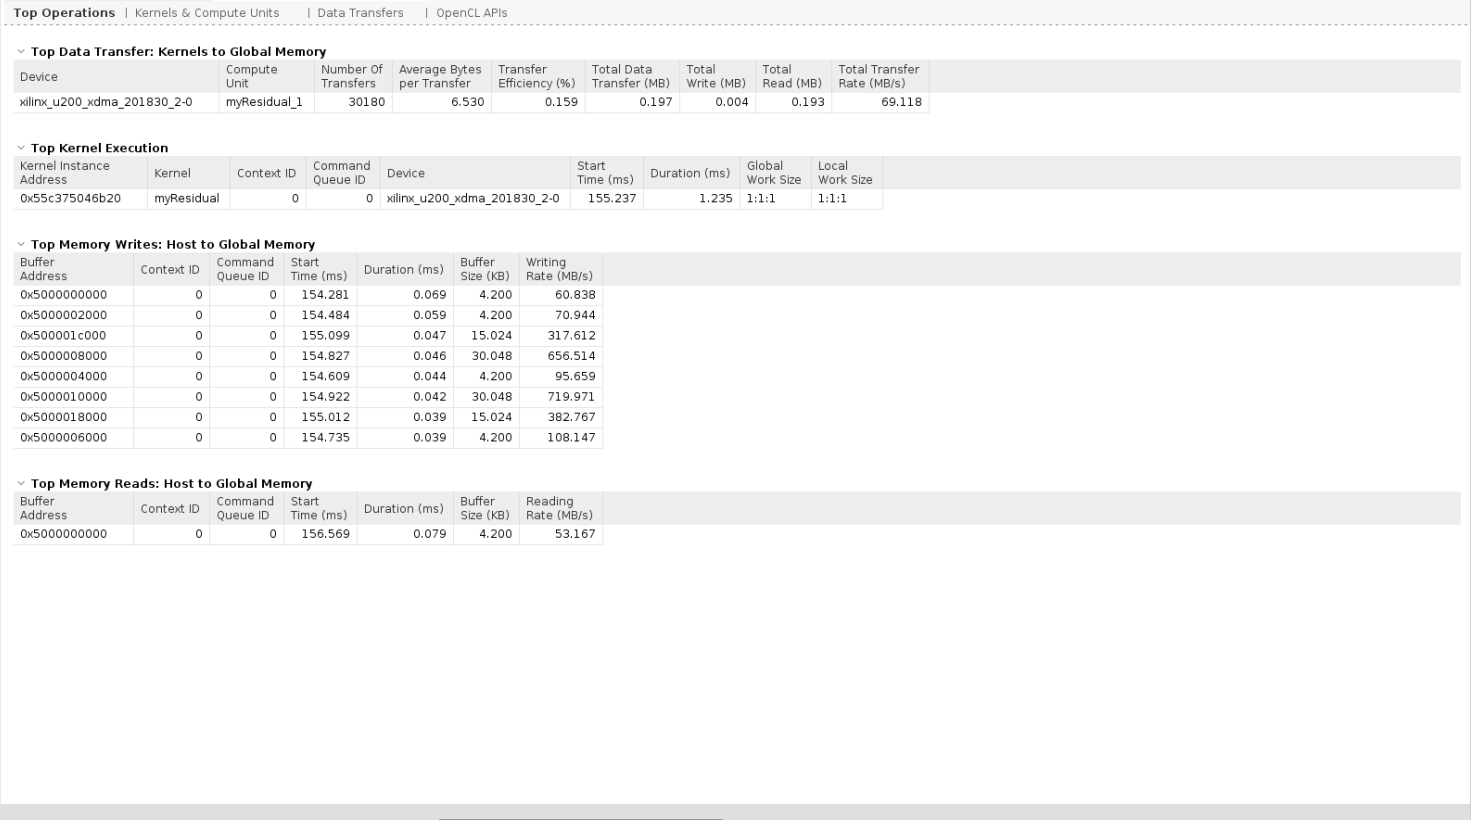 Top Operations | Kernels & Compute Units | Data Transfers | OpenCL APIs
Top Data Transfer: Kernels to Global Memory
Device Compute Unit Number Of Transfers Average Bytes per Transfer Transfer Efficiency (%) Total Data Transfer (MB) Total Write (MB) Total Read (MB) Total Transfer Rate (MB/s)
xilinx_u200_xdma_201830_2-0 myResidual_1 30180 6.530 0.159 0.197 0.004 0.193 69.118
Top Kernel Execution
Kernel Instance Address Kernel Context ID Command Queue ID Device Start Time (ms) Duration (ms) Global Work Size Local Work Size
0x55c375046b20 myResidual 0 0 xilinx_u200_xdma_201830_2-0 155.237 1.235 1:1:1 1:1:1
Top Memory Writes: Host to Global Memory
Buffer Address Context ID Command Queue ID Start Time (ms) Duration (ms) Buffer Size (KB) Writing Rate (MB/s)
0x5000000000 0 0 154.281 0.069 4.200 60.838
0x5000002000 0 0 154.484 0.059 4.200 70.944
0x500001c000 0 0 155.099 0.047 15.024 317.612
0x5000008000 0 0 154.827 0.046 30.048 656.514
0x5000004000 0 0 154.609 0.044 4.200 95.659
0x5000010000 0 0 154.922 0.042 30.048 719.971
0x5000018000 0 0 155.012 0.039 15.024 382.767
0x5000006000 0 0 154.735 0.039 4.200 108.147
Top Memory Reads: Host to Global Memory
Buffer Address Context ID Command Queue ID Start Time (ms) Duration (ms) Buffer Size (KB) Reading Rate (MB/s)
0x5000000000 0 0 156.569 0.079 4.200 53.167